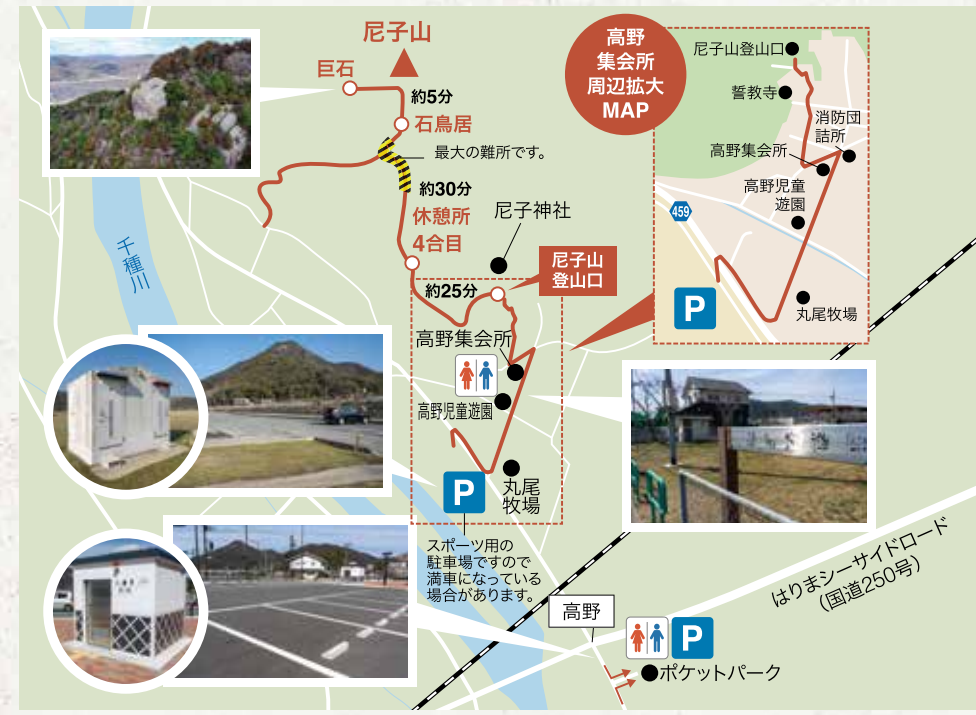 尼子山
巨石
約5分
石鳥居
最大の難所です。
約30分
休憩所
4合目
尼子神社
尼子山
登山口
約25分
千種川
高野集会所
高野児童遊園
P
丸尾
牧場
スポーツ用の
駐車場ですので
満車になっている
場合があります。
高野
集会所
周辺拡大
MAP
尼子山登山口
誓教寺
消防団
詰所
高野集会所
高野児童
遊園
459
P
丸尾牧場
はりまシーサイドロード
(国道250号)
高野
P
ポケットパーク